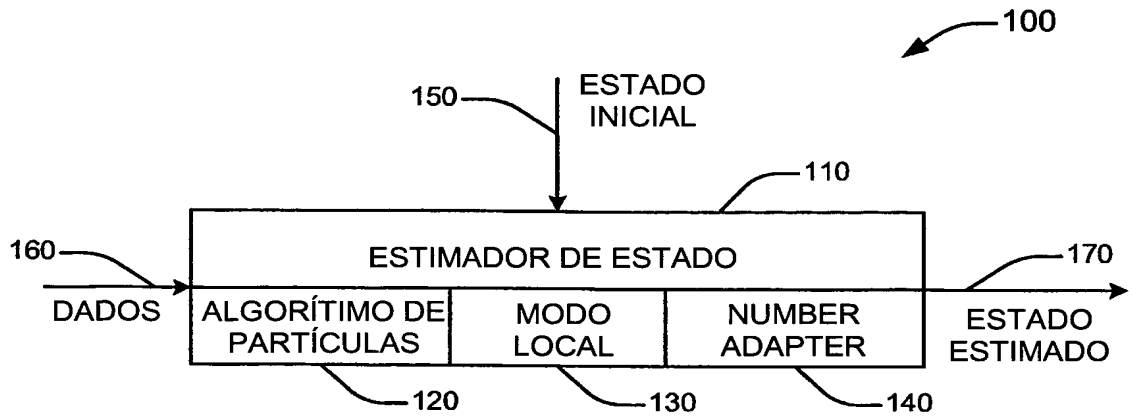 100
150
ESTADO
INICIAL
110
160
ESTIMADOR DE ESTADO
170
DADOS
ALGORÍTIMO DE
PARTÍCULAS
MODO
LOCAL
NUMBER
ADAPTER
ESTADO
ESTIMADO
120
130
140